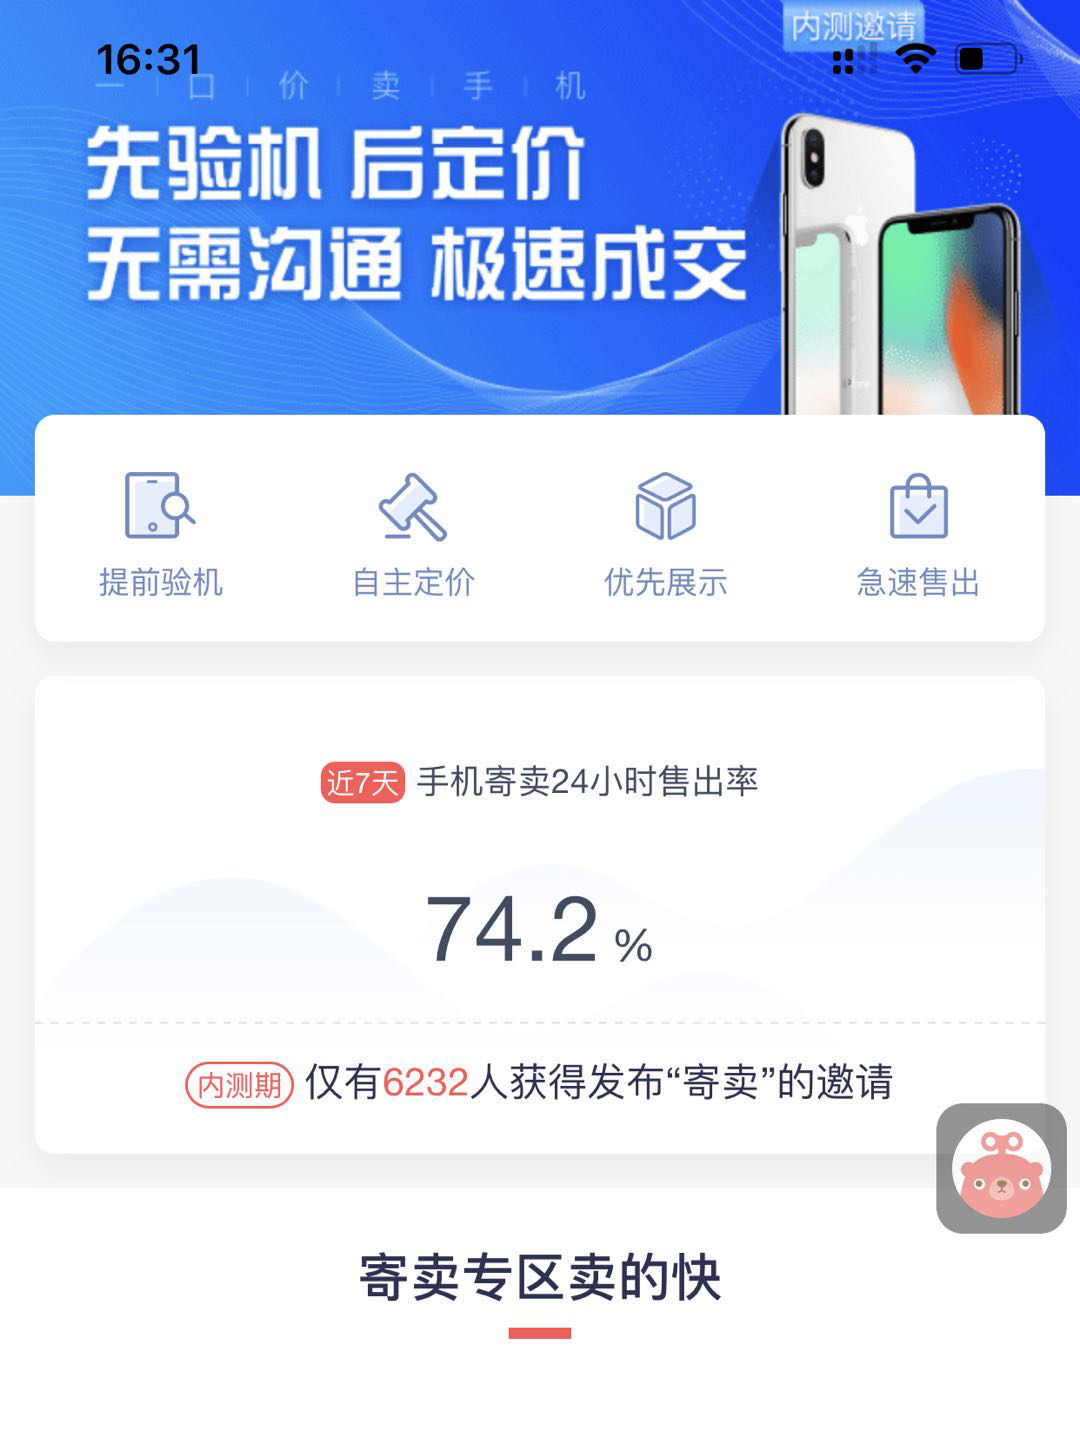 内测邀请
16:31
一口价卖手机
先验机 后定价
无需沟通 极速成交
提前验机
自主定价
优先展示
急速售出
近7天 手机寄卖24小时售出率
74.2 %
内测期 仅有6232人获得发布“寄卖”的邀请
寄卖专区卖的快